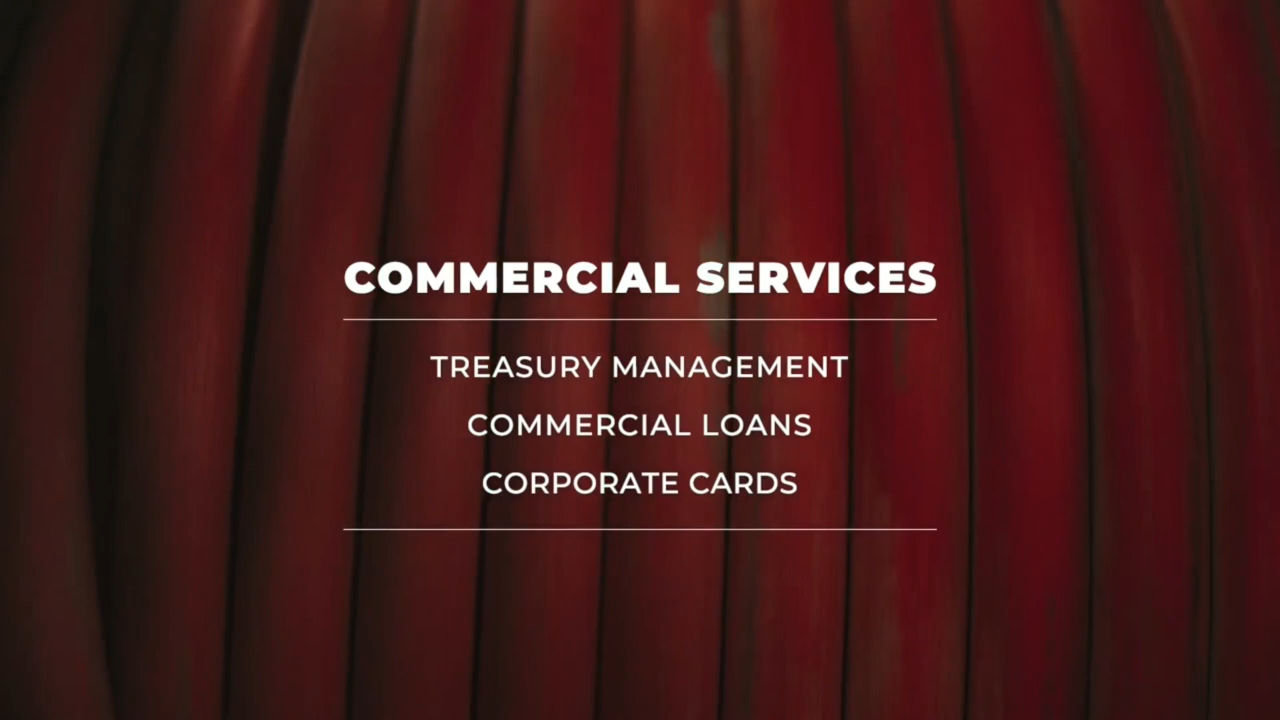 COMMERCIAL SERVICES
TREASURY MANAGEMENT
COMMERCIAL LOANS
CORPORATE CARDS